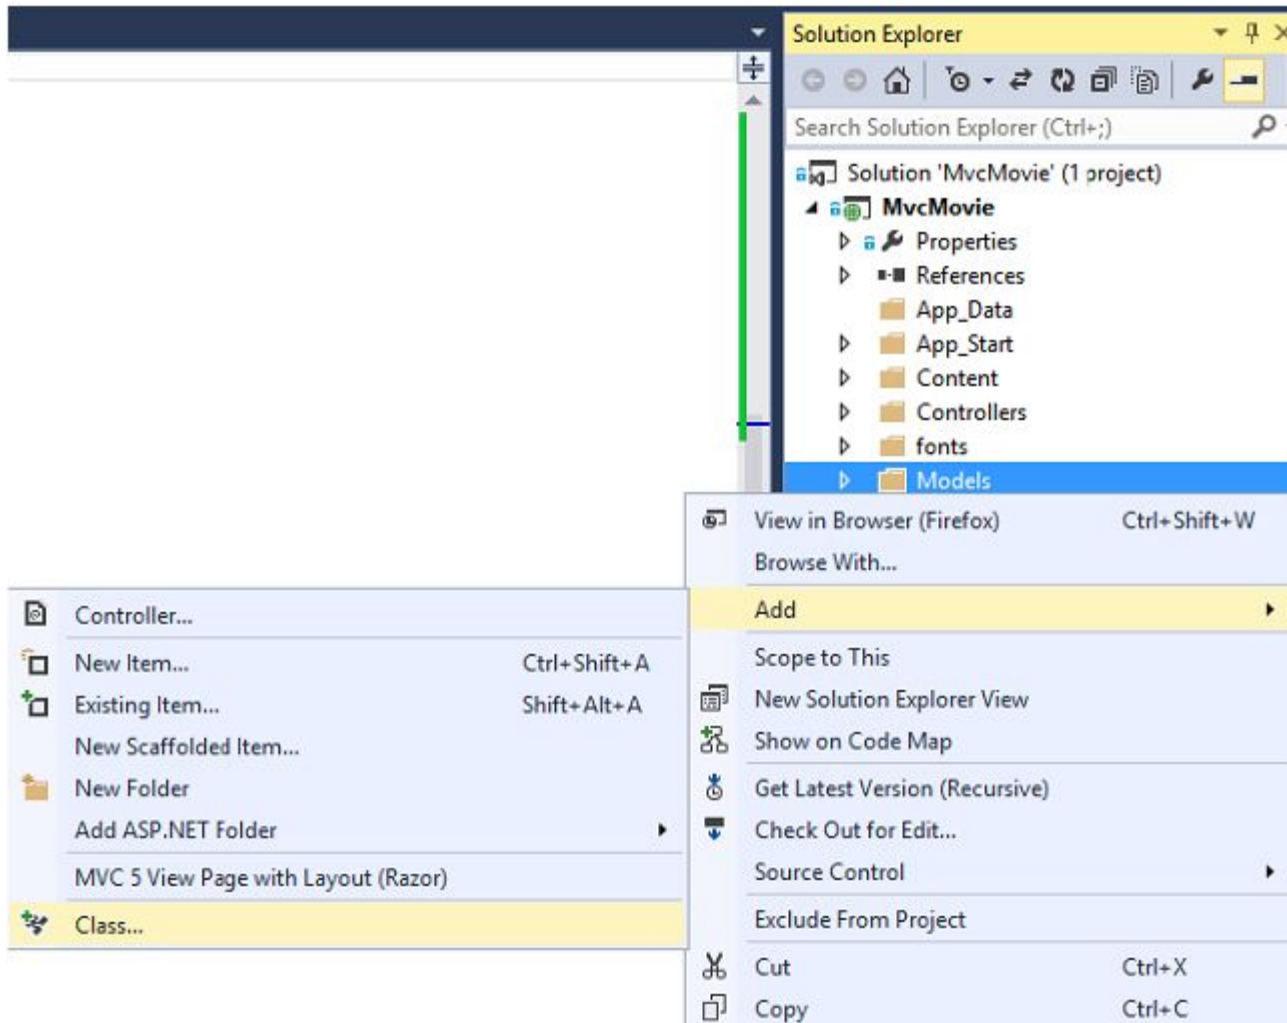 Solution Explorer
Search Solution Explorer (Ctrl+;)
Solution 'MvcMovie' (1 project)
MvcMovie
Properties
References
App_Data
App_Start
Content
Controllers
fonts
Models
View in Browser (Firefox) Ctrl+Shift+W
Browse With...
Add
Scope to This
New Solution Explorer View
Show on Code Map
Get Latest Version (Recursive)
Check Out for Edit...
Source Control
Exclude From Project
Cut Ctrl+X
Copy Ctrl+C
Controller...
New Item... Ctrl+Shift+A
Existing Item... Shift+Alt+A
New Scaffolded Item...
New Folder
Add ASP.NET Folder
MVC 5 View Page with Layout (Razor)
Class...